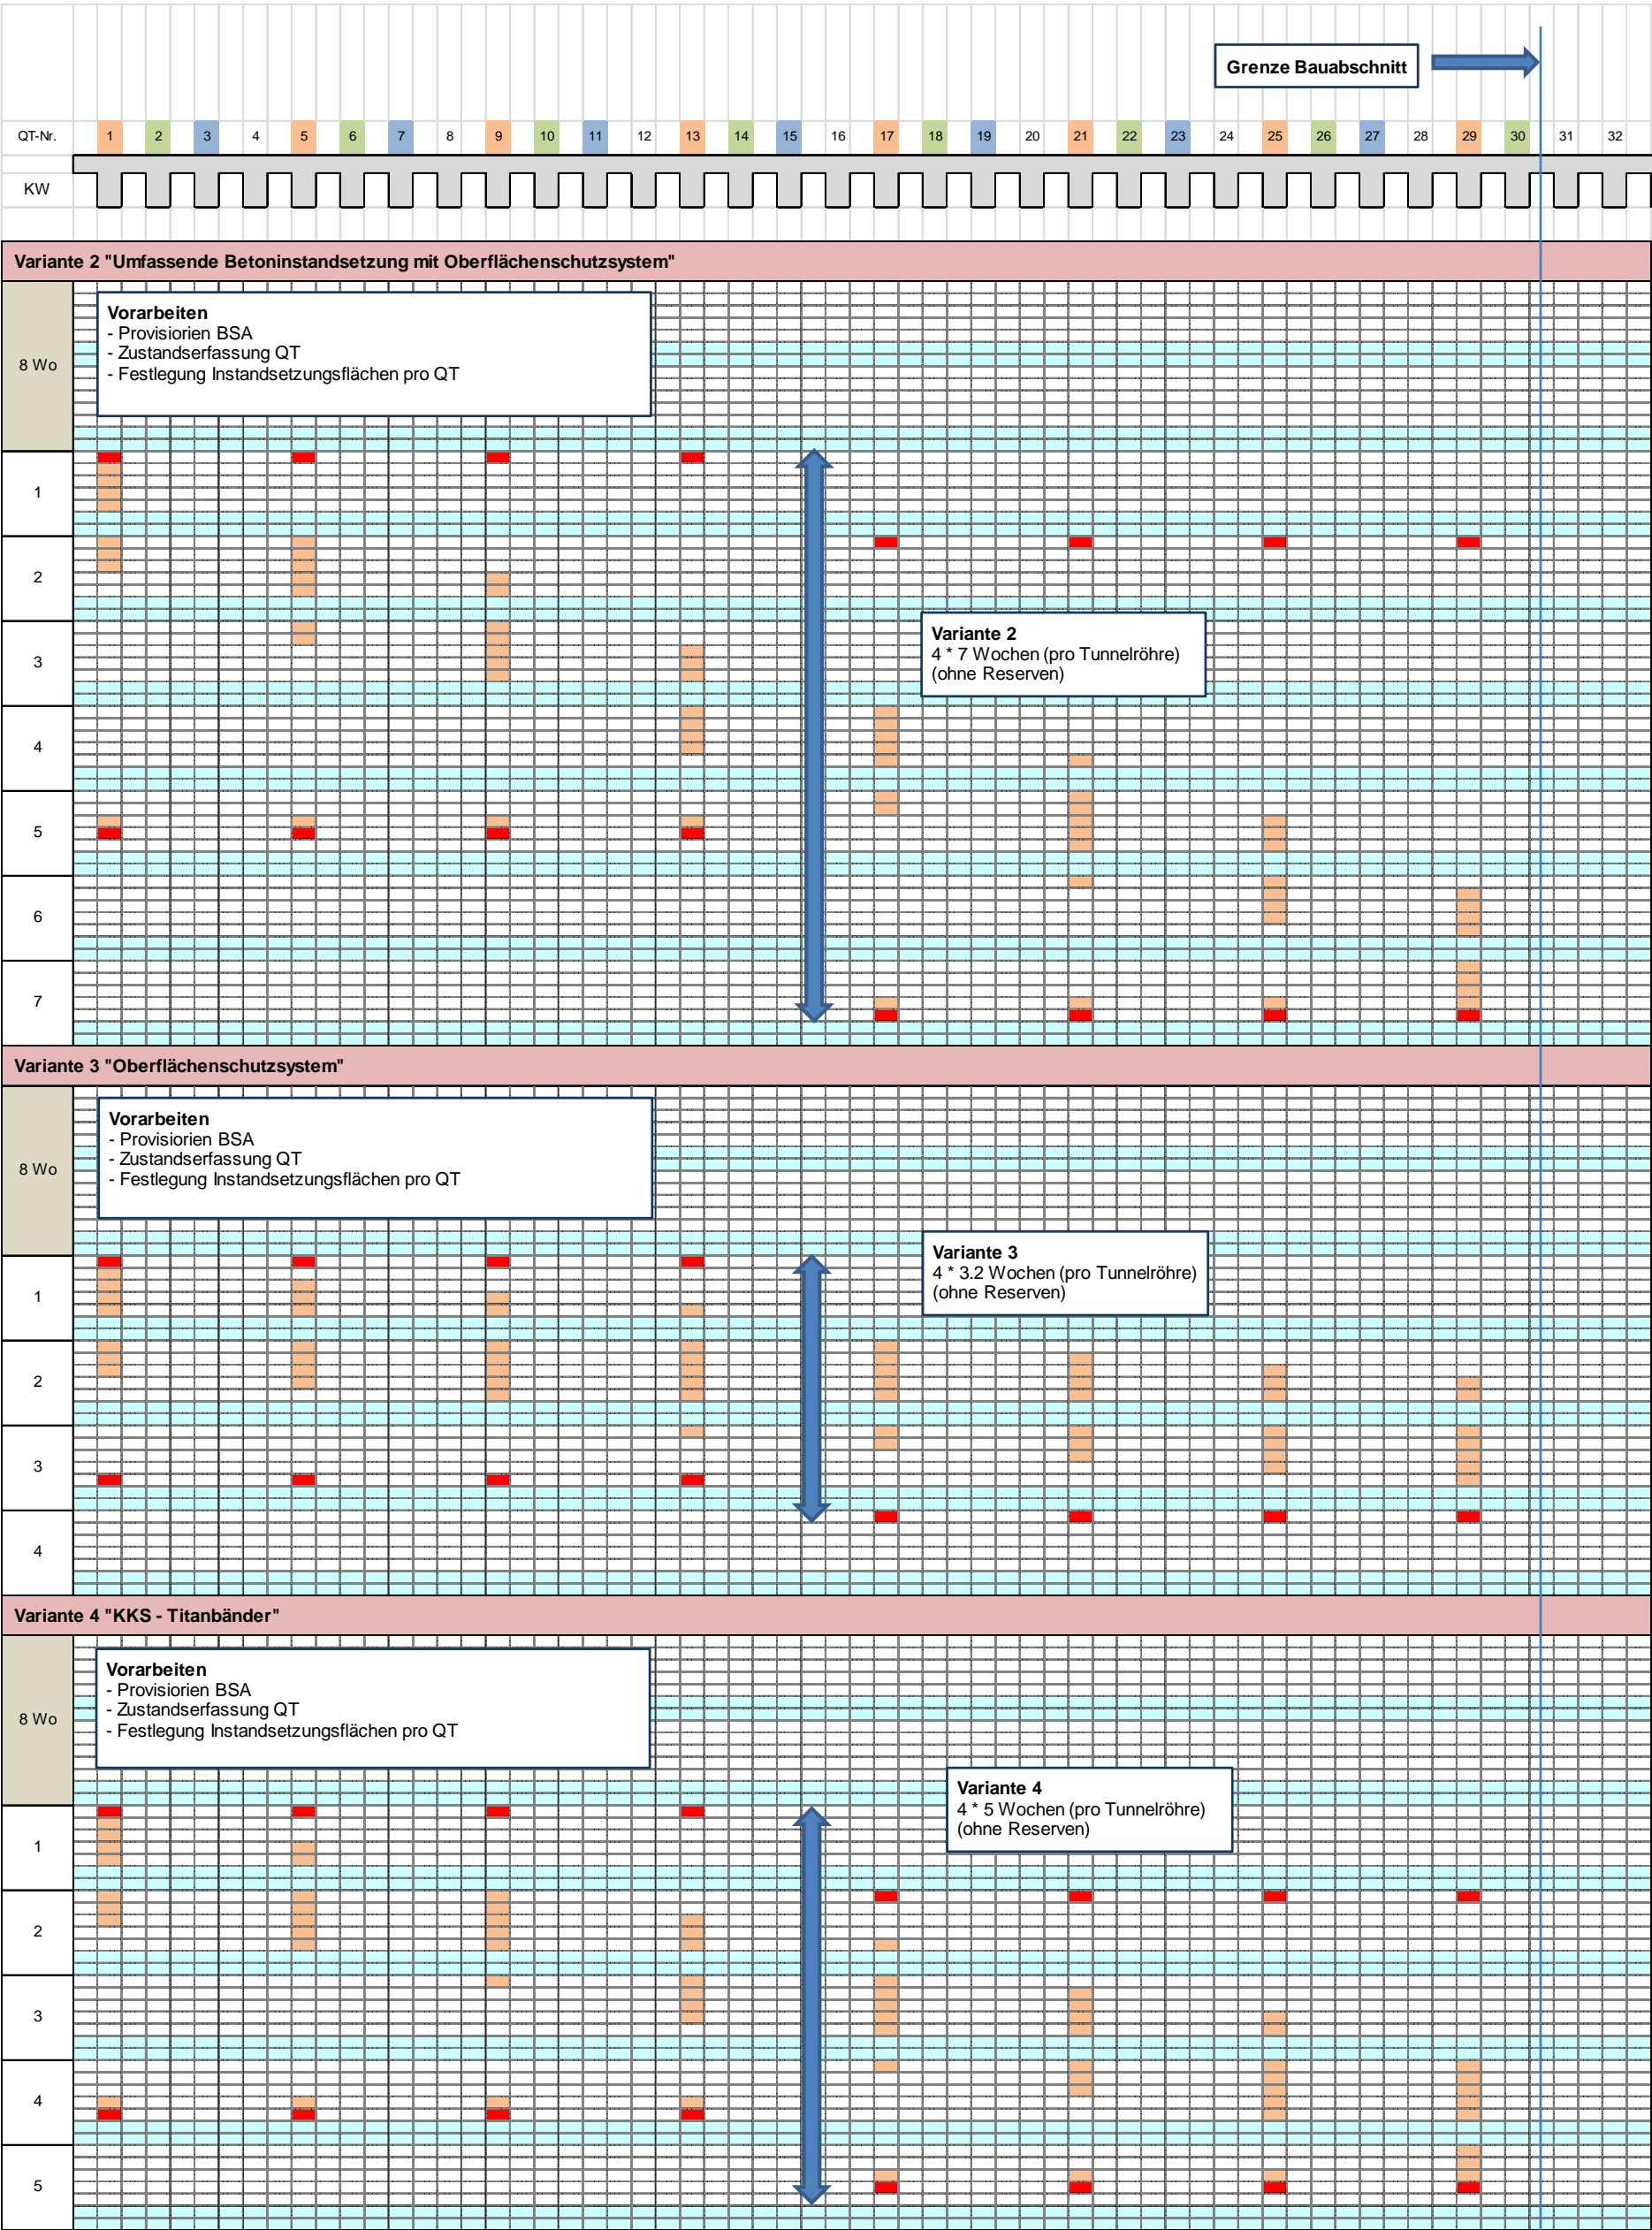 Grenze Bauabschnitt
QT-Nr. 1 2 3 4 5 6 7 8 9 10 11 12 13 14 15 16 17 18 19 20 21 22 23 24 25 26 27 28 29 30 31 32
KW
Variante 2 "Umfassende Betoninstandsetzung mit Oberflächenschutzsystem"
8 Wo
Vorarbeiten
- Provisiorien BSA
- Zustandserfassung QT
- Festlegung Instandsetzungsflächen pro QT
1
2
3
Variante 2
4 * 7 Wochen (pro Tunnelröhre)
(ohne Reserven)
4
5
6
7
Variante 3 "Oberflächenschutzsystem"
8 Wo
Vorarbeiten
- Provisiorien BSA
- Zustandserfassung QT
- Festlegung Instandsetzungsflächen pro QT
Variante 3
4 * 3.2 Wochen (pro Tunnelröhre)
(ohne Reserven)
1
2
3
4
Variante 4 "KKS - Titanbänder"
8 Wo
Vorarbeiten
- Provisiorien BSA
- Zustandserfassung QT
- Festlegung Instandsetzungsflächen pro QT
Variante 4
4 * 5 Wochen (pro Tunnelröhre)
(ohne Reserven)
1
2
3
4
5